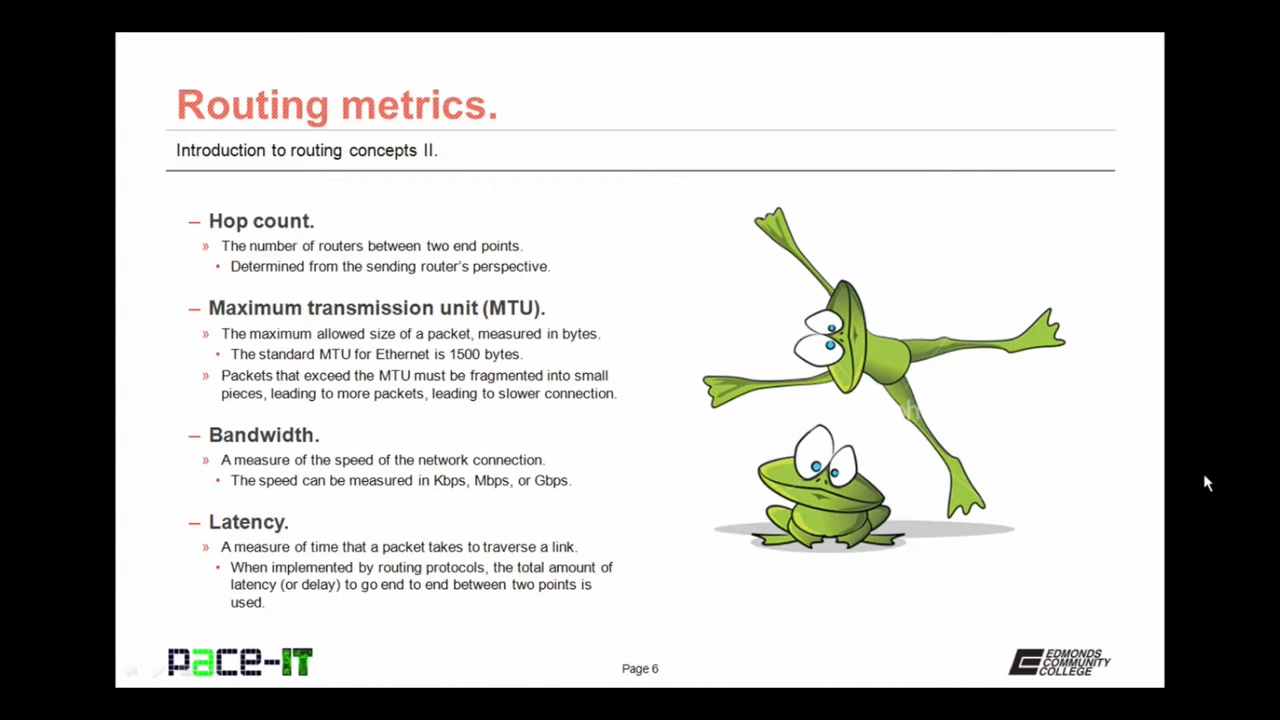 Routing metrics.
Introduction to routing concepts II.
– Hop count.
» The number of routers between two end points.
• Determined from the sending router's perspective.
– Maximum transmission unit (MTU).
» The maximum allowed size of a packet, measured in bytes.
• The standard MTU for Ethernet is 1500 bytes.
» Packets that exceed the MTU must be fragmented into small
pieces, leading to more packets, leading to slower connection.
– Bandwidth.
» A measure of the speed of the network connection.
• The speed can be measured in Kbps, Mbps, or Gbps.
– Latency.
» A measure of time that a packet takes to traverse a link.
• When implemented by routing protocols, the total amount of
latency (or delay) to go end to end between two points is
used.
pace-IT
Page 6
EDMONDS
COMMUNITY
COLLEGE